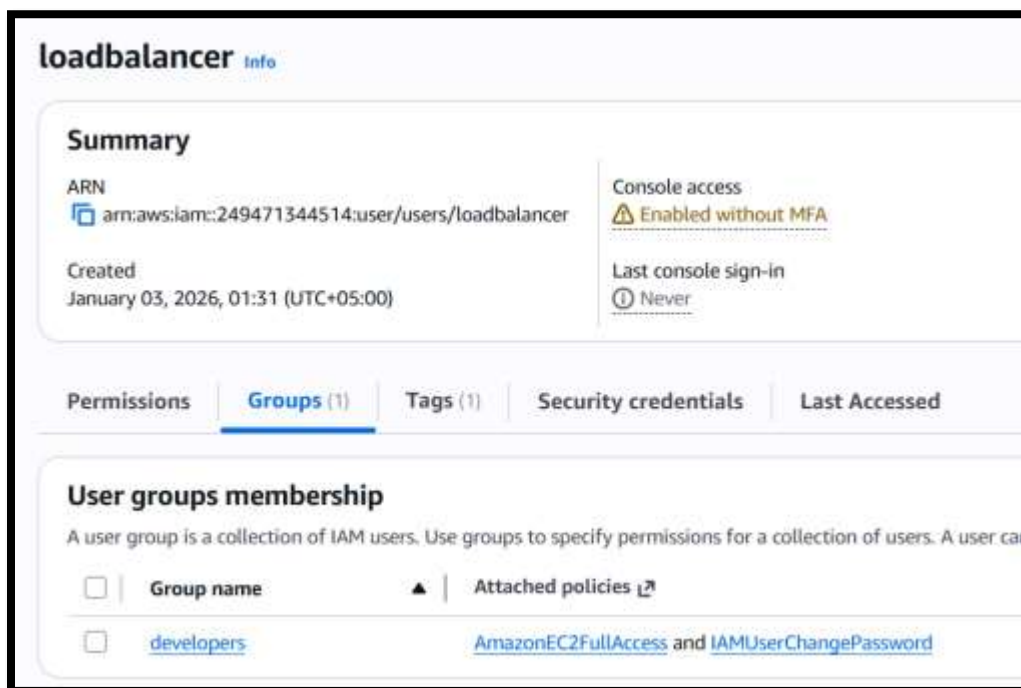 loadbalancer Info
Summary
ARN
arn:aws:iam::249471344514:user/users/loadbalancer
Console access
Enabled without MFA
Created
January 03, 2026, 01:31 (UTC+05:00)
Last console sign-in
Never
Permissions Groups (1) Tags (1) Security credentials Last Accessed
User groups membership
A user group is a collection of IAM users. Use groups to specify permissions for a collection of users. A user ca
Group name Attached policies
developers AmazonEC2FullAccess and IAMUserChangePassword